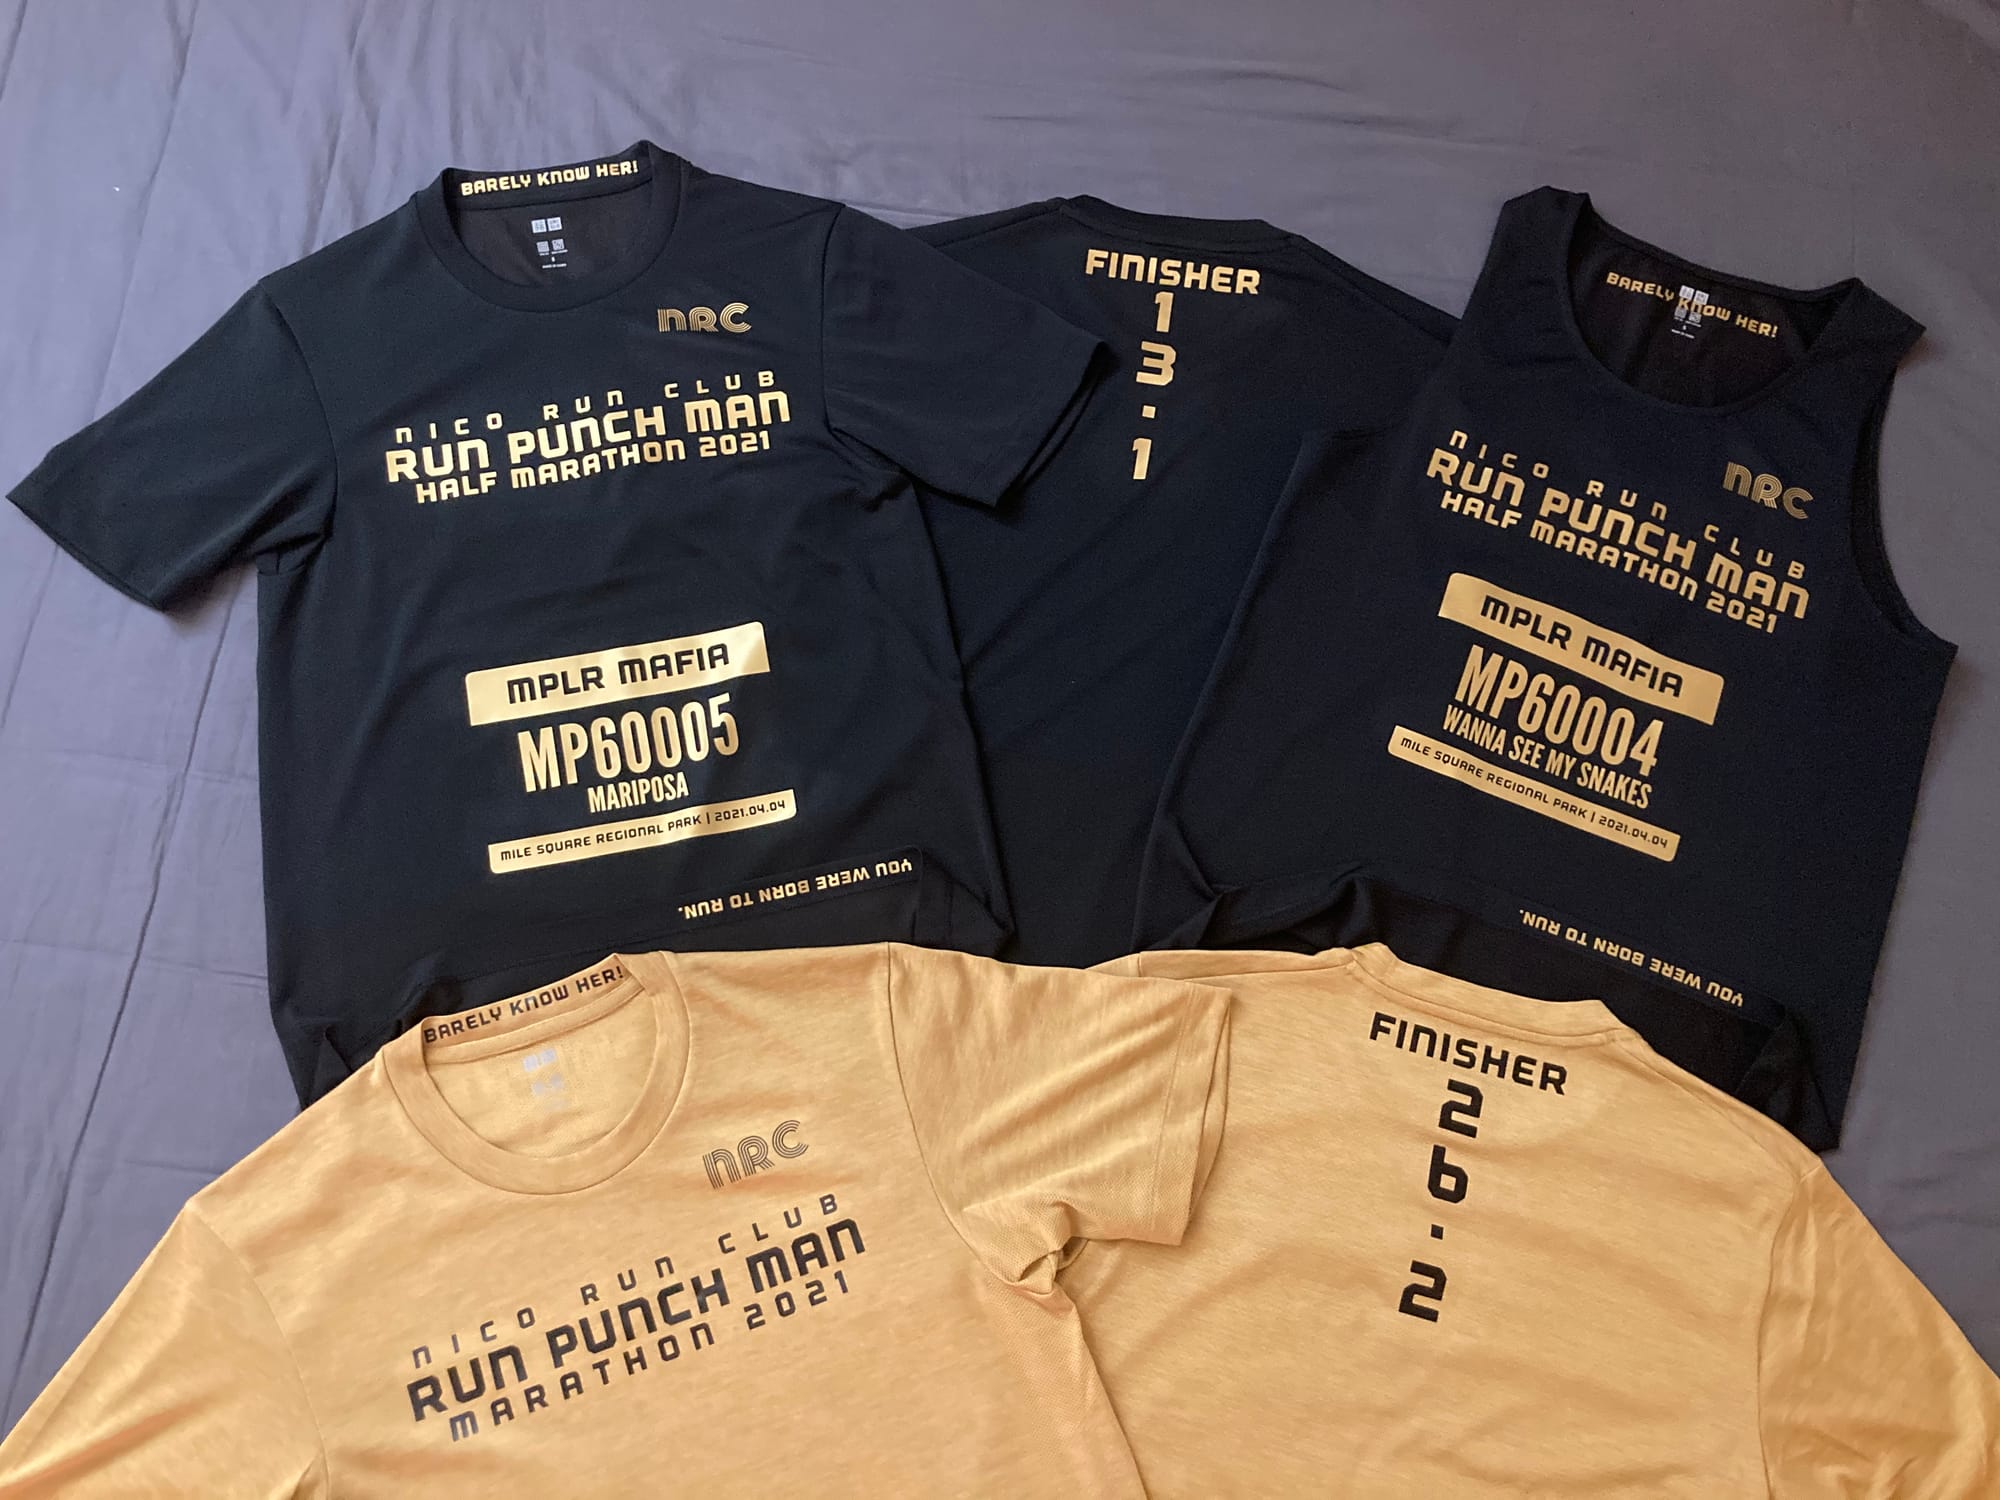 BARELY KNOW HER!
NRC
NICO RUN CLUB
RUN PUNCH MAN
HALF MARATHON 2021
MPLR MAFIA
MP60005
MARIPOSA
MILE SQUARE REGIONAL PARK | 2021.04.04
YOU WERE BORN TO RUN.
FINISHER
1
3
.
1
BARELY KNOW HER!
NRC
NICO RUN CLUB
RUN PUNCH MAN
HALF MARATHON 2021
MPLR MAFIA
MP60004
WANNA SEE MY SNAKES
MILE SQUARE REGIONAL PARK | 2021.04.04
YOU WERE BORN TO RUN.
BARELY KNOW HER!
NRC
NICO RUN CLUB
RUN PUNCH MAN
MARATHON 2021
FINISHER
2
6
.
2